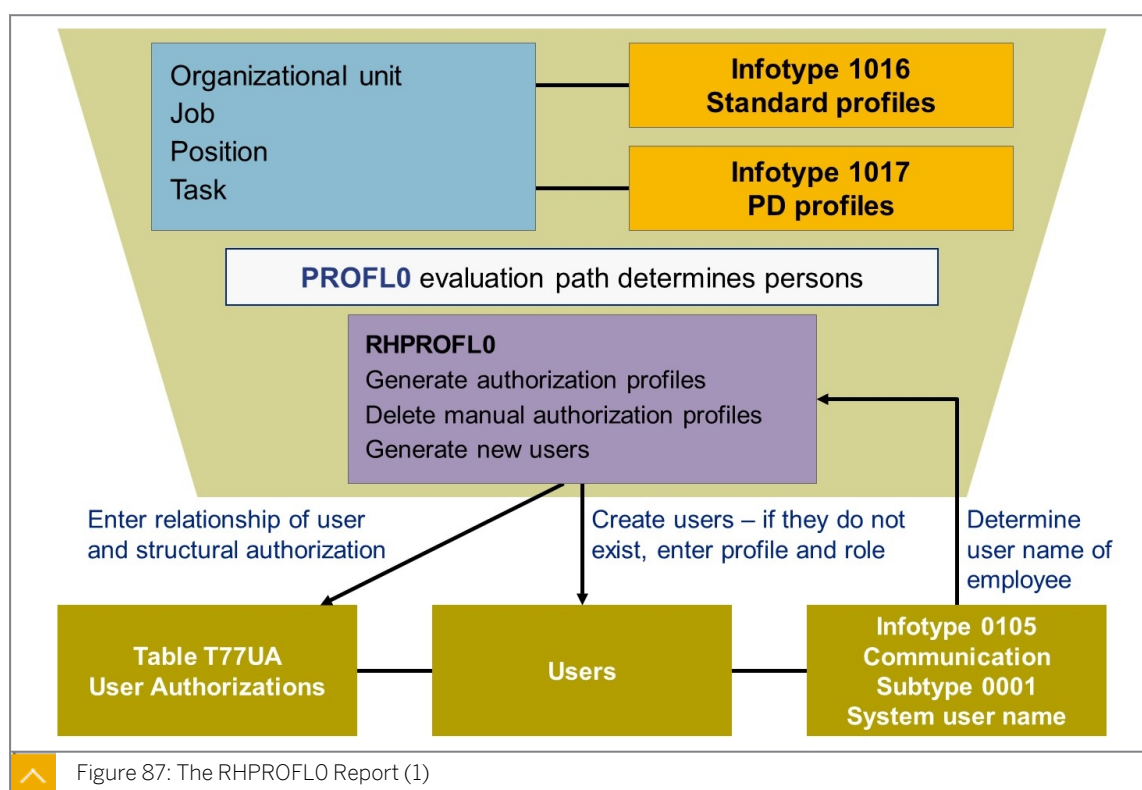 Organizational unit
Job
Position
Task
Infotype 1016
Standard profiles
Infotype 1017
PD profiles
PROFL0 evaluation path determines persons
RHPROFL0
Generate authorization profiles
Delete manual authorization profiles
Generate new users
Enter relationship of user
and structural authorization
Create users – if they do not
exist, enter profile and role
Determine
user name of
employee
Table T77UA
User Authorizations
Users
Infotype 0105
Communication
Subtype 0001
System user name
Figure 87: The RHPROFL0 Report (1)